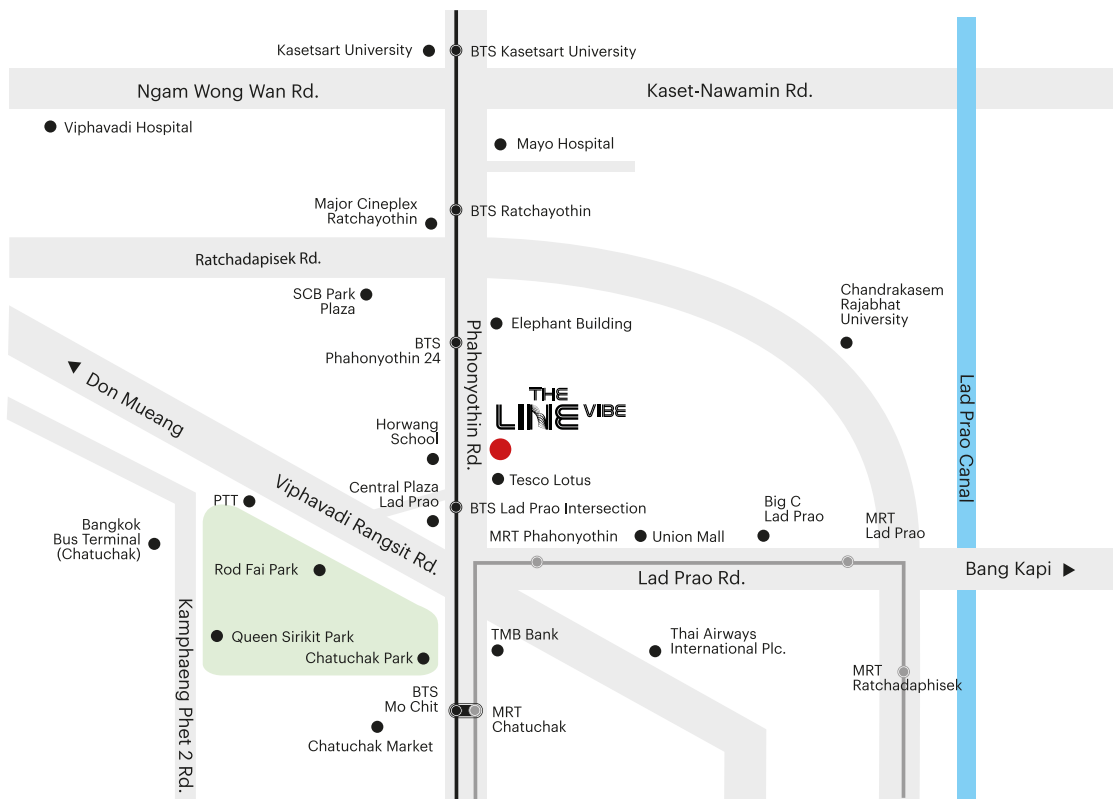 Kasetsart University
BTS Kasetsart University
Ngam Wong Wan Rd.
Kaset-Nawamin Rd.
Viphavadi Hospital
Mayo Hospital
Major Cineplex
Ratchayothin
BTS Ratchayothin
Ratchadapisek Rd.
SCB Park
Plaza
Elephant Building
Chandrakasem
Rajabhat
University
BTS
Phahonyothin 24
Phahonyothin Rd.
Don Mueang
THE
LINE VIBE
Lad Prao Canal
Horwang
School
Tesco Lotus
Central Plaza
Lad Prao
Viphavadi Rangsit Rd.
PTT
BTS Lad Prao Intersection
Bangkok
Bus Terminal
(Chatuchak)
MRT Phahonyothin
Union Mall
Big C
Lad Prao
MRT
Lad Prao
Rod Fai Park
Lad Prao Rd.
Bang Kapi
Kamphaeng Phet 2 Rd.
Queen Sirikit Park
Chatuchak Park
TMB Bank
Thai Airways
International Plc.
MRT
Ratchadaphisek
BTS
Mo Chit
MRT
Chatuchak
Chatuchak Market